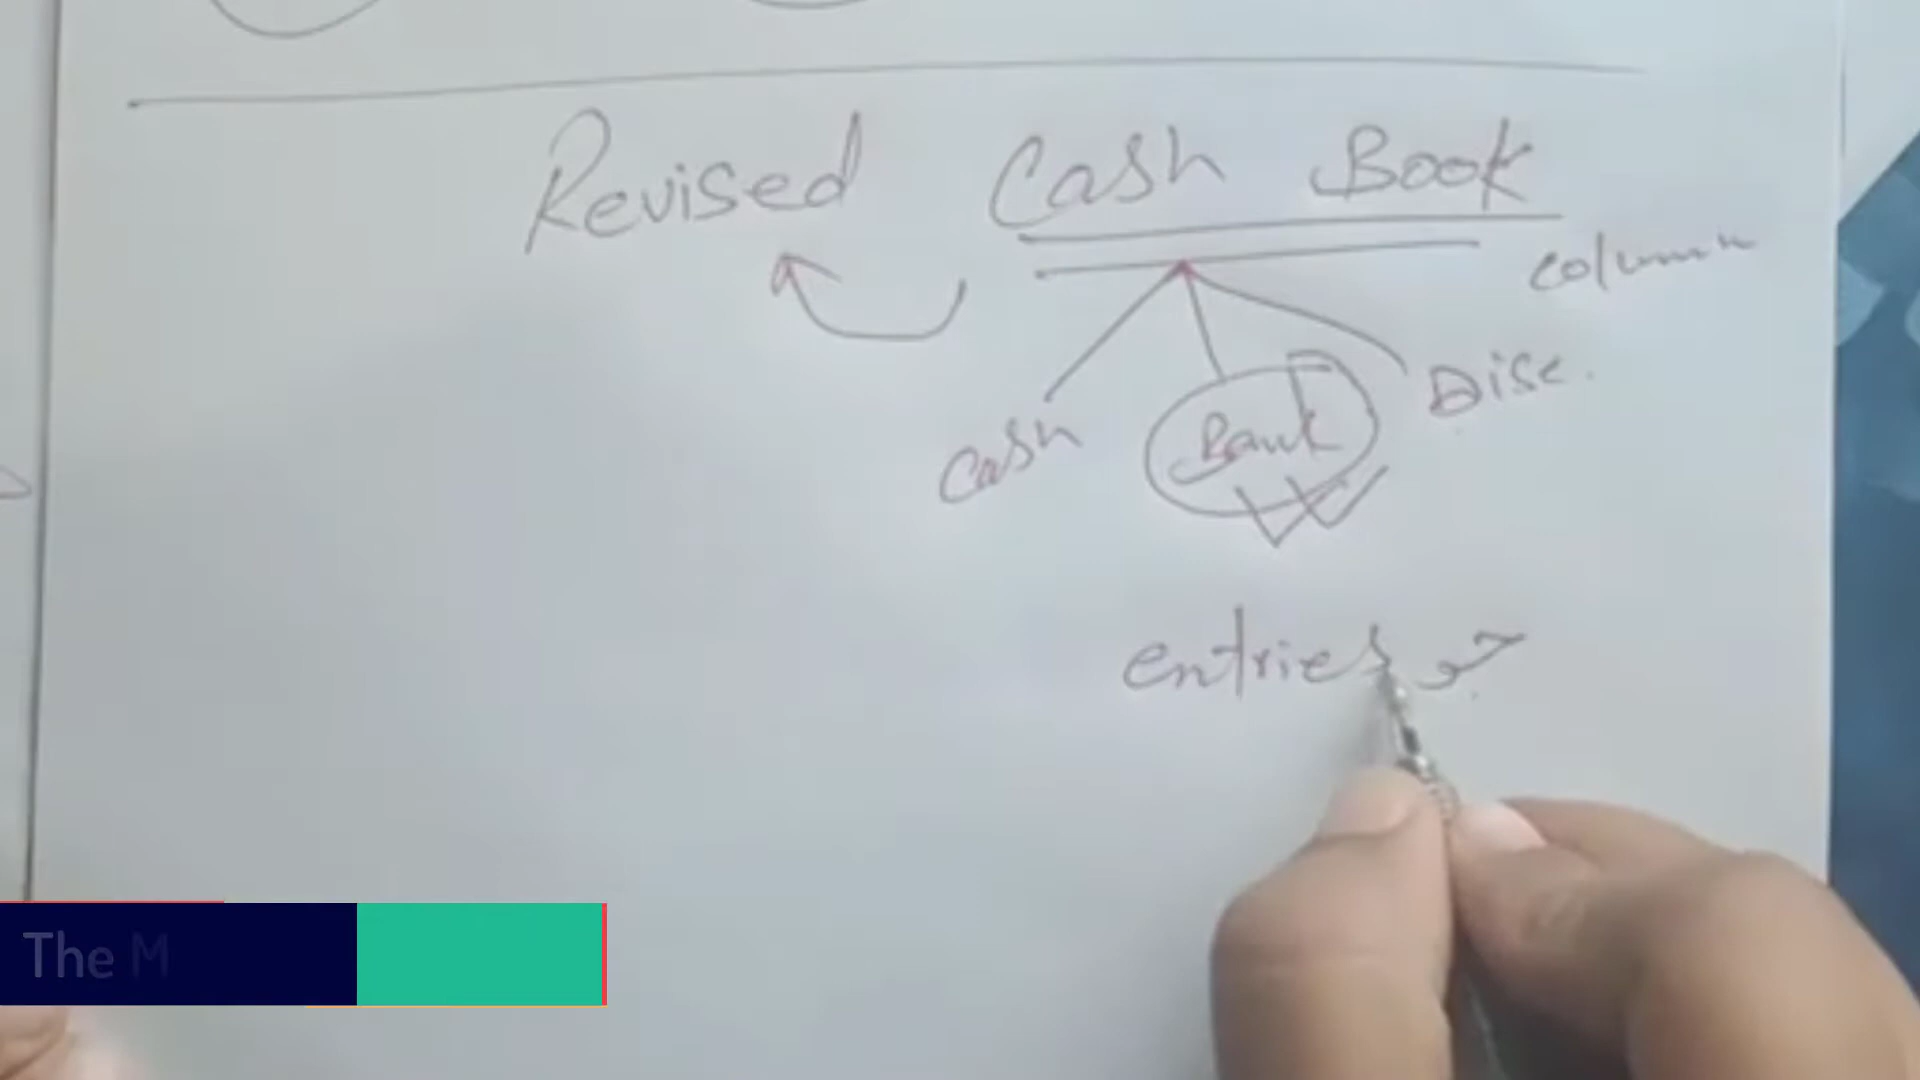 Revised Cash Book
column
Cash Bank Disc.
entries
The M